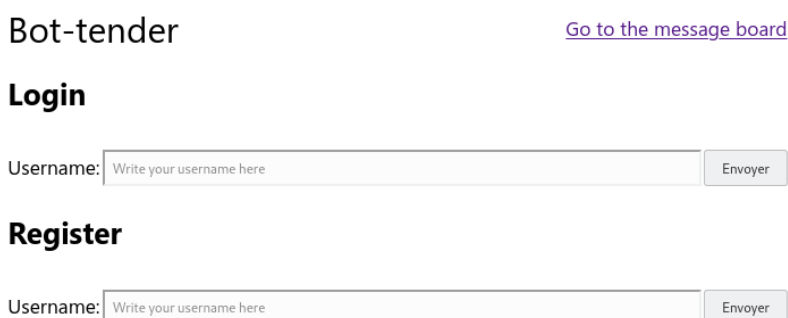 Bot-tender Go to the message board
Login
Username: Write your username here Envoyer
Register
Username: Write your username here Envoyer